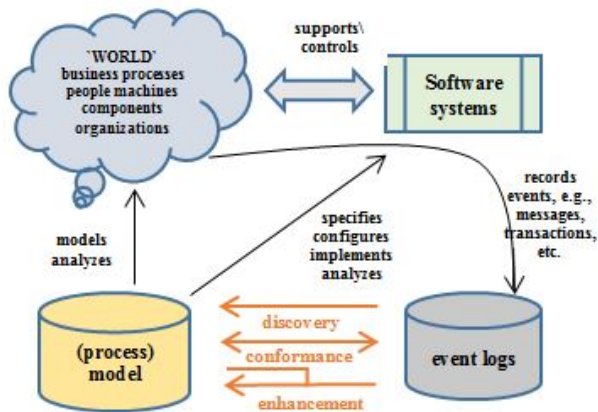 supports\
controls
`WORLD`
business processes
people machines
components
organizations
Software
systems
records
events, e.g.,
messages,
transactions,
etc.
models
analyzes
specifies
configures
implements
analyzes
(process)
model
discovery
conformance
enhancement
event logs